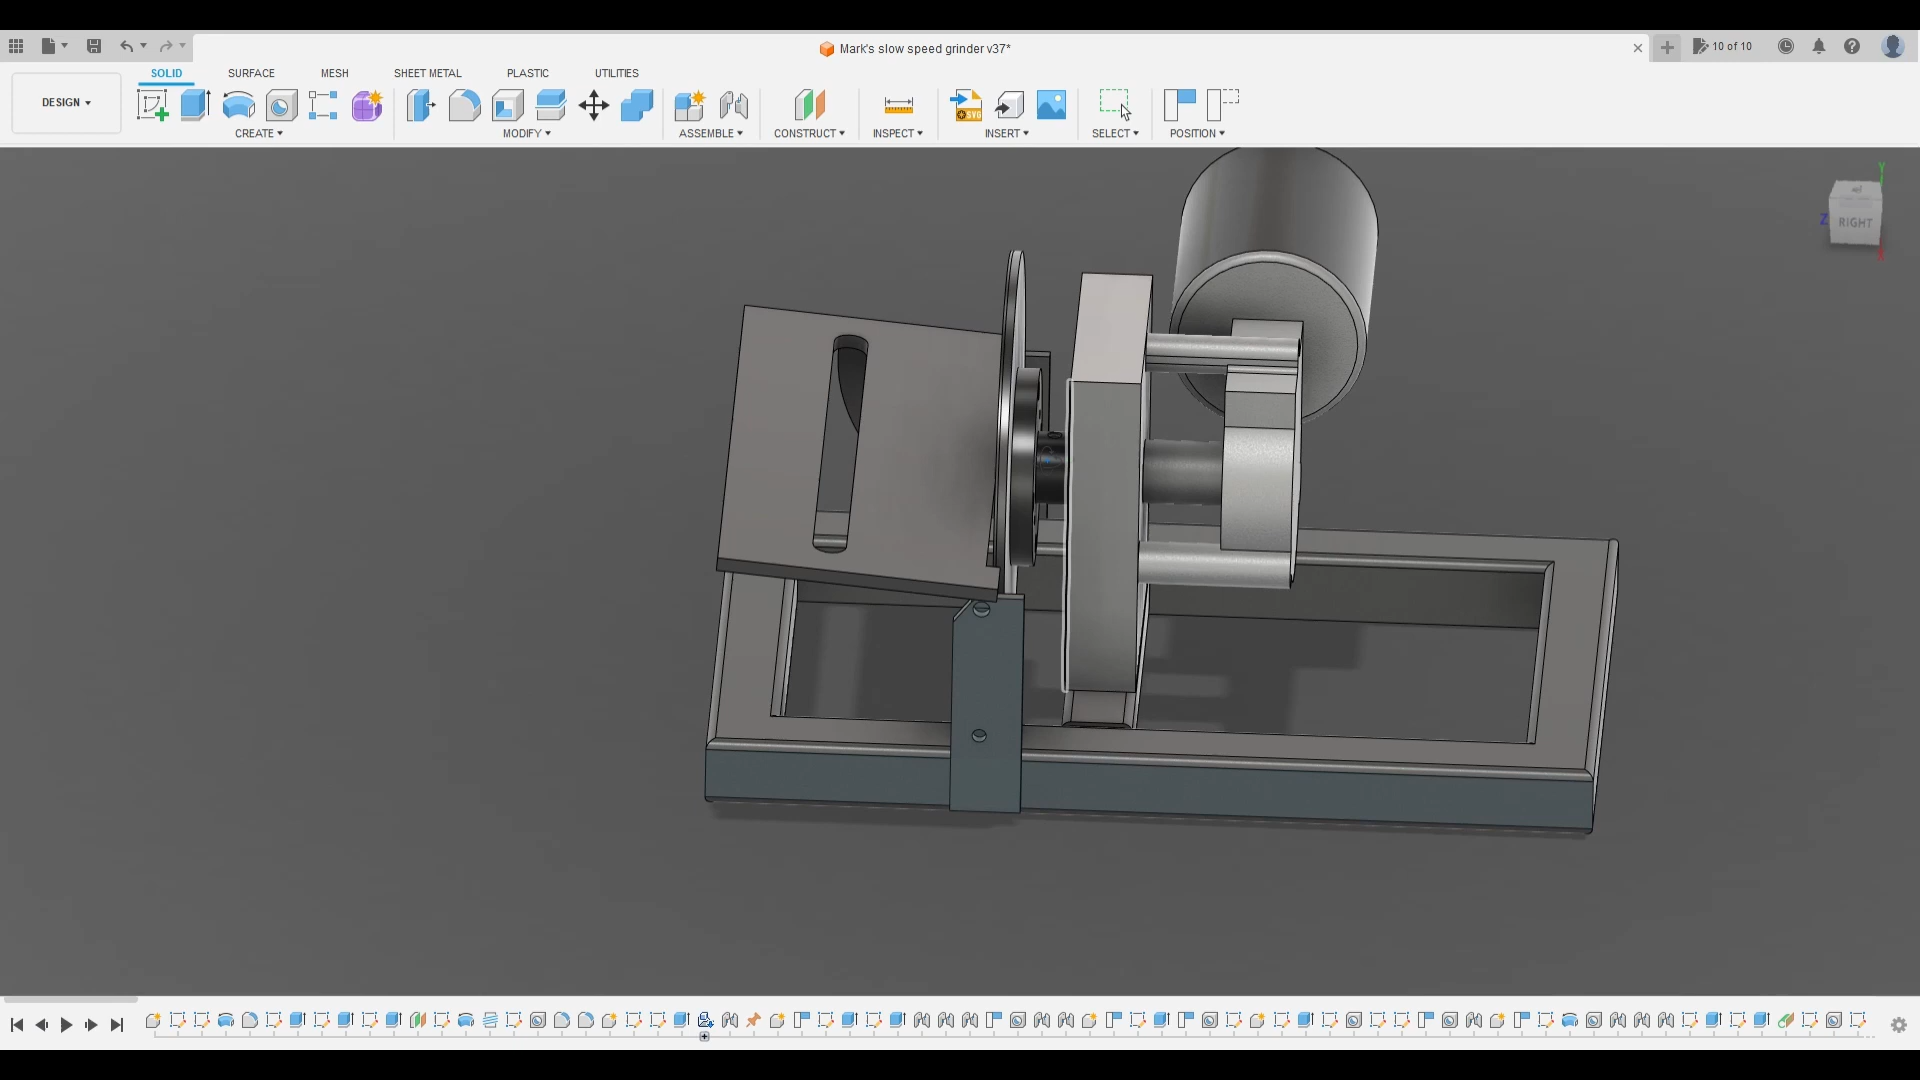 Mark's slow speed grinder v37*
10 of 10
SOLID
SURFACE
MESH
SHEET METAL
PLASTIC
UTILITIES
DESIGN
CREATE
MODIFY
ASSEMBLE
CONSTRUCT
INSPECT
INSERT
SELECT
POSITION
SVG
Y
Z
RIGHT
X